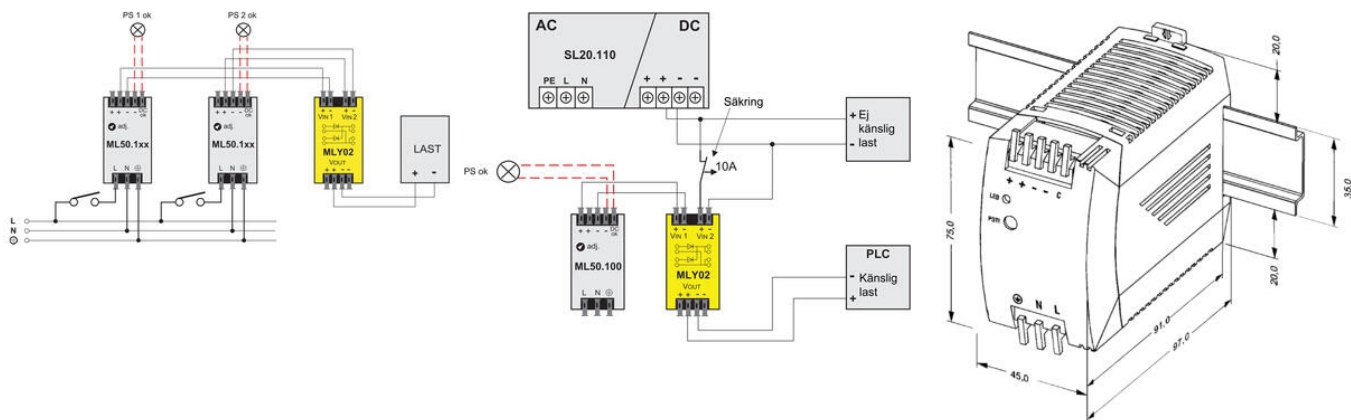 PS 1 ok
PS 2 ok
+ + - - DC ok
adj.
ML50.1xx
L N
+ + - - DC ok
adj.
ML50.1xx
L N
+ - + -
VIN 1 VIN 2
MLY02
VOUT
+ + - -
LAST
+ -
L
N
AC DC
SL20.110
PE L N
+ + - -
Säkring
10A
+ Ej
känslig
- last
PS ok
+ + - - DC ok
adj.
ML50.100
L N
+ - + -
VIN 1 VIN 2
MLY02
VOUT
+ + - -
PLC
- Känslig
+ last
20,0
35,0
20,0
75,0
+ + - - C
LED
POTI
N L
91,0
97,0
45,0